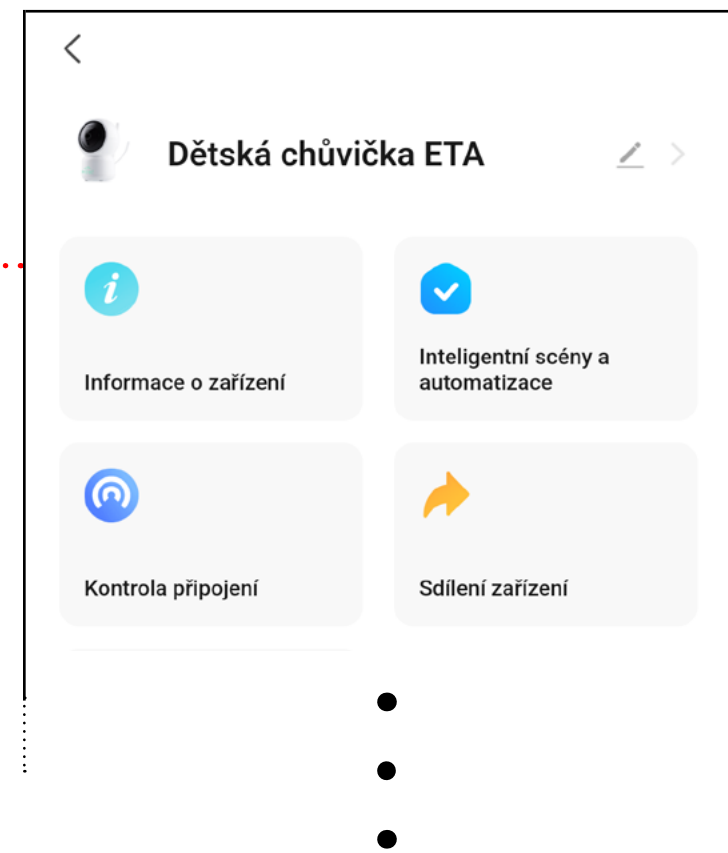 Dětská chůvička ETA
Informace o zařízení
Inteligentní scény a
automatizace
Kontrola připojení
Sdílení zařízení